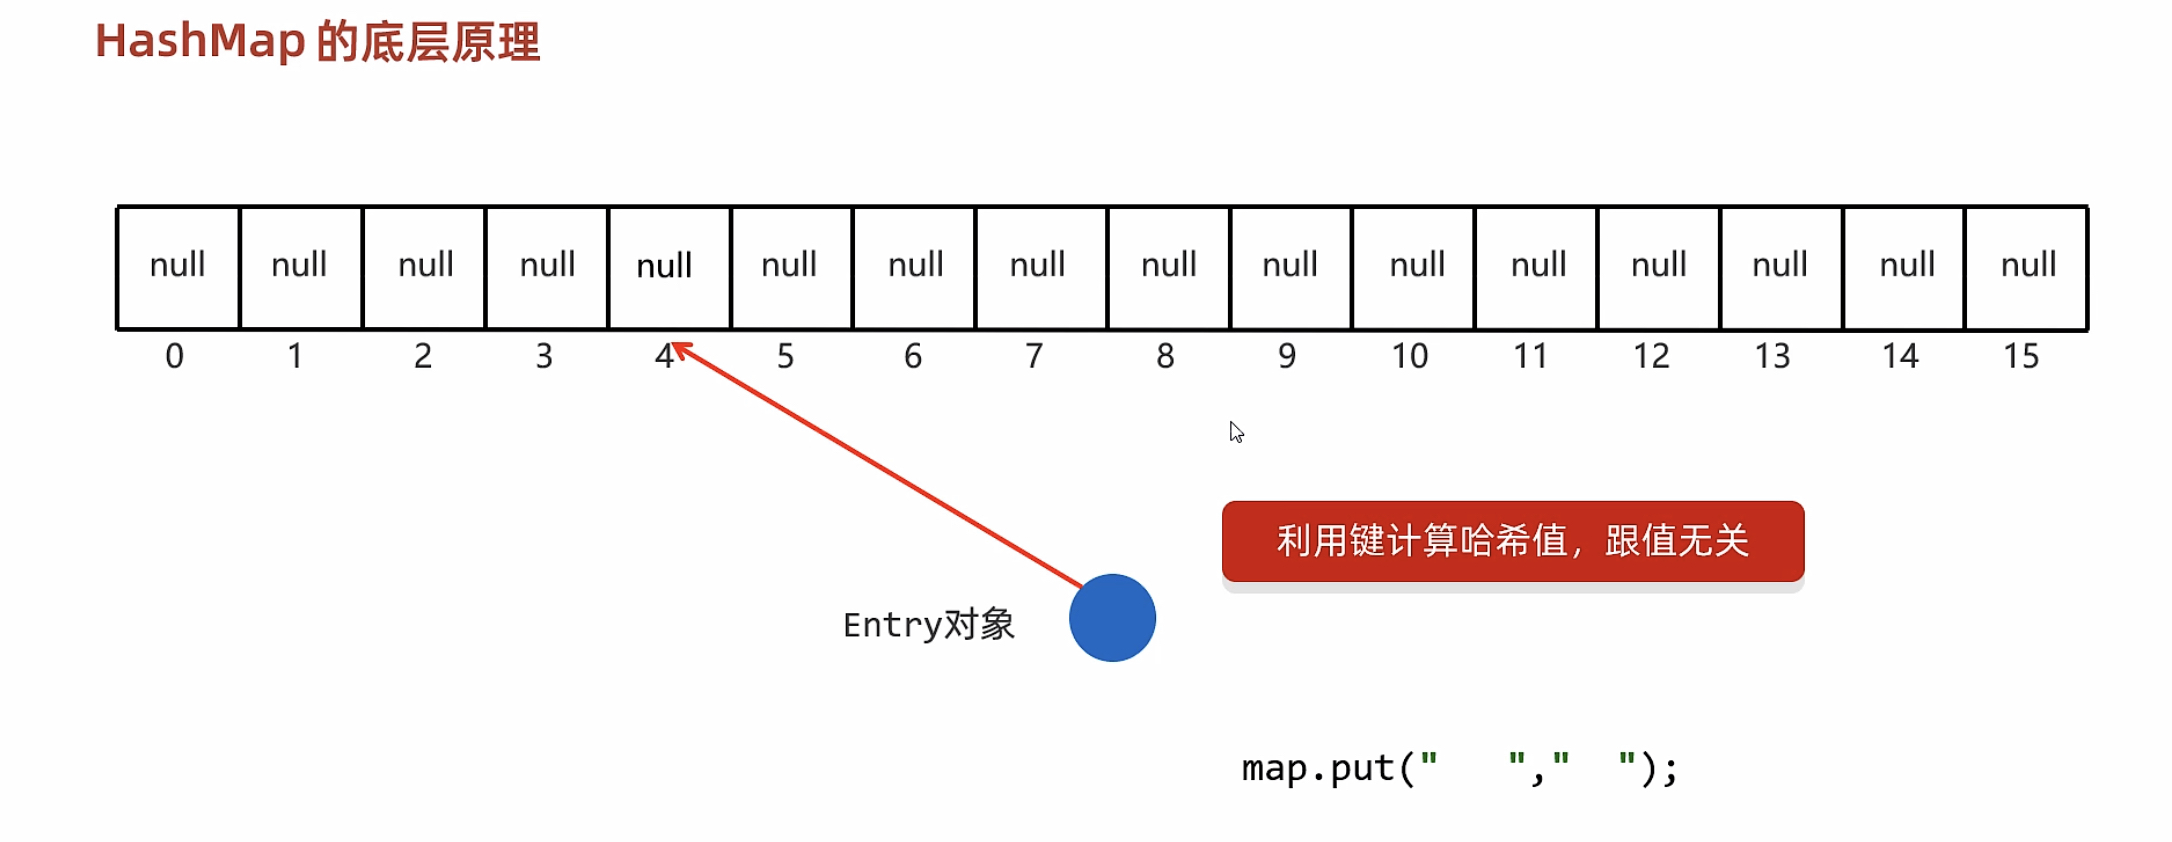 HashMap 的底层原理
null null null null null null null null null null null null null null null null
0 1 2 3 4 5 6 7 8 9 10 11 12 13 14 15
利用键计算哈希值，跟值无关
Entry对象
map.put("   ","  ");